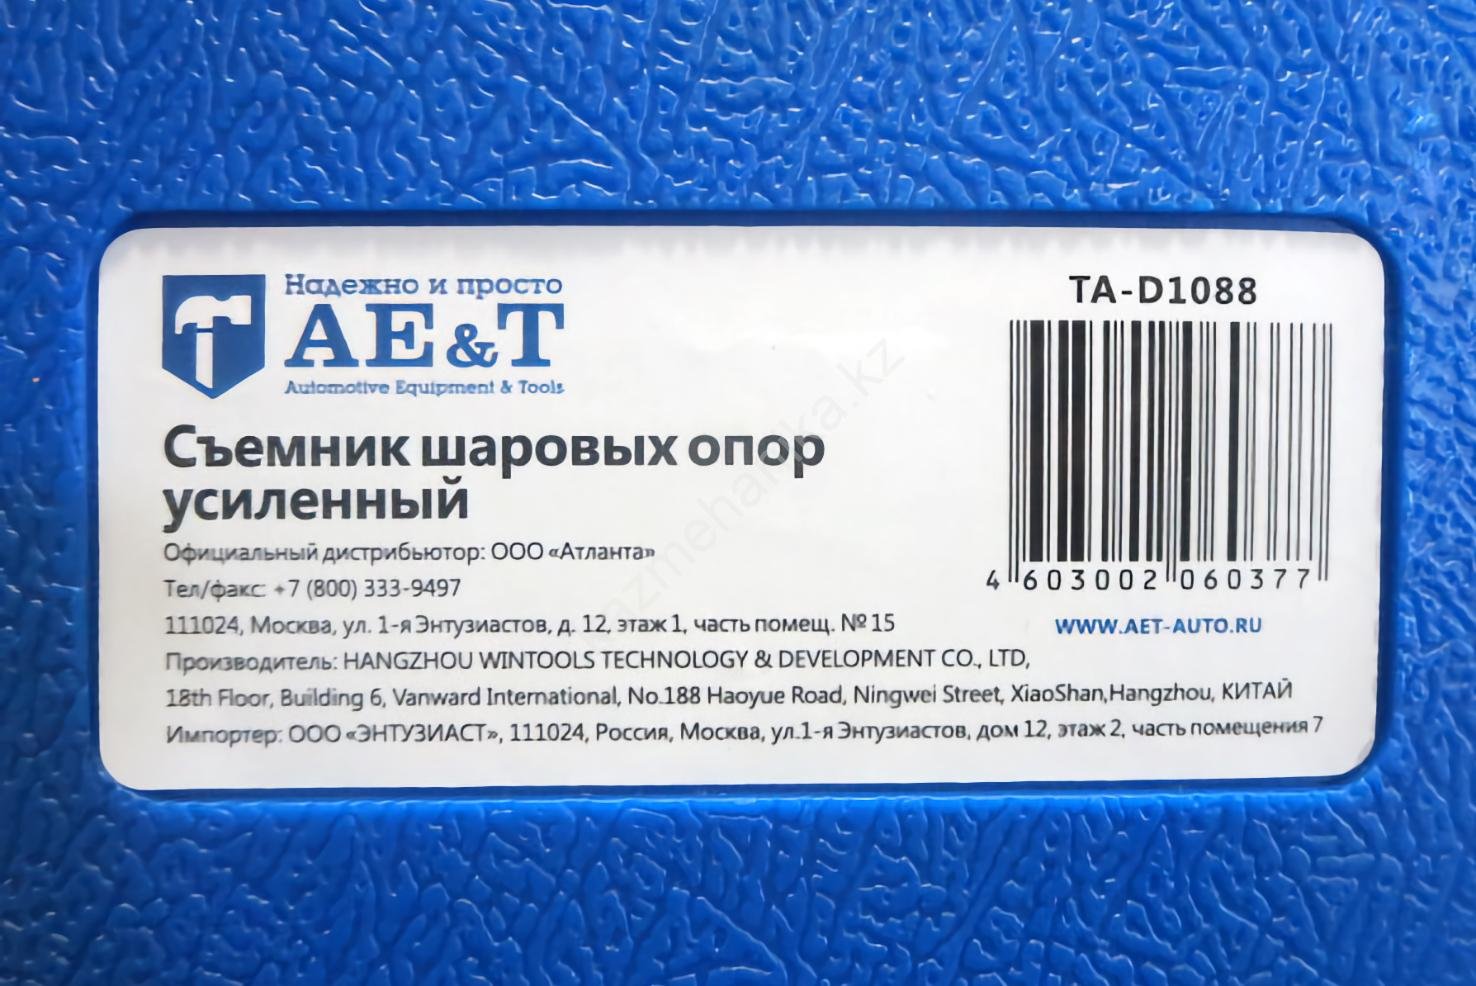 Надежно и просто
AE&T
Automotive Equipment & Tools
TA-D1088
Съемник шаровых опор
усиленный
Официальный дистрибьютор: ООО «Атланта»
Тел/факс: +7 (800) 333-9497
111024, Москва, ул. 1-я Энтузиастов, д. 12, этаж 1, часть помещ. № 15
Производитель: HANGZHOU WINTOOLS TECHNOLOGY & DEVELOPMENT CO., LTD,
18th Floor, Building 6, Vanward International, No.188 Haoyue Road, Ningwei Street, XiaoShan,Hangzhou, КИТАЙ
Импортер: ООО «ЭНТУЗИАСТ», 111024, Россия, Москва, ул.1-я Энтузиастов, дом 12, этаж 2, часть помещения 7
4 603002 060377
WWW.AET-AUTO.RU